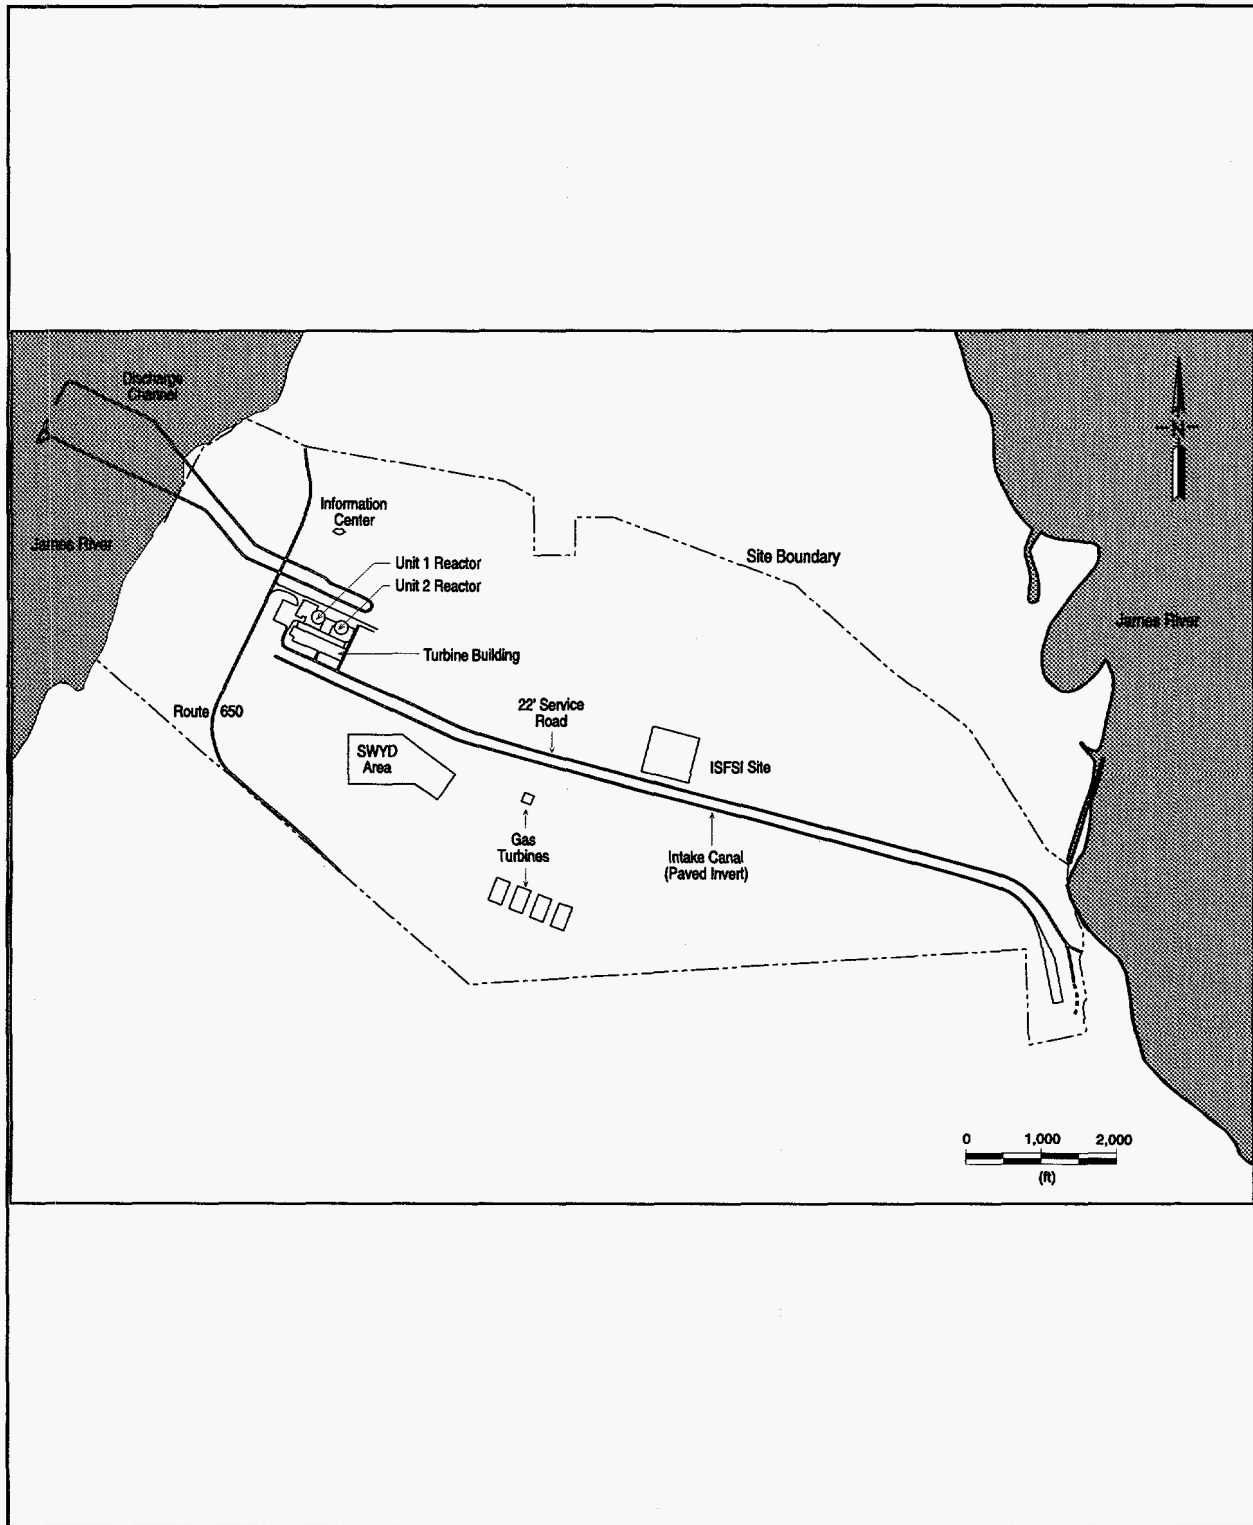 Discharge
Channel
N
Information
Center
James River
Unit 1 Reactor
Unit 2 Reactor
Site Boundary
James River
Turbine Building
Route 650
22' Service
Road
SWYD
Area
ISFSI Site
Gas
Turbines
Intake Canal
(Paved Invert)
0 1,000 2,000
(ft)